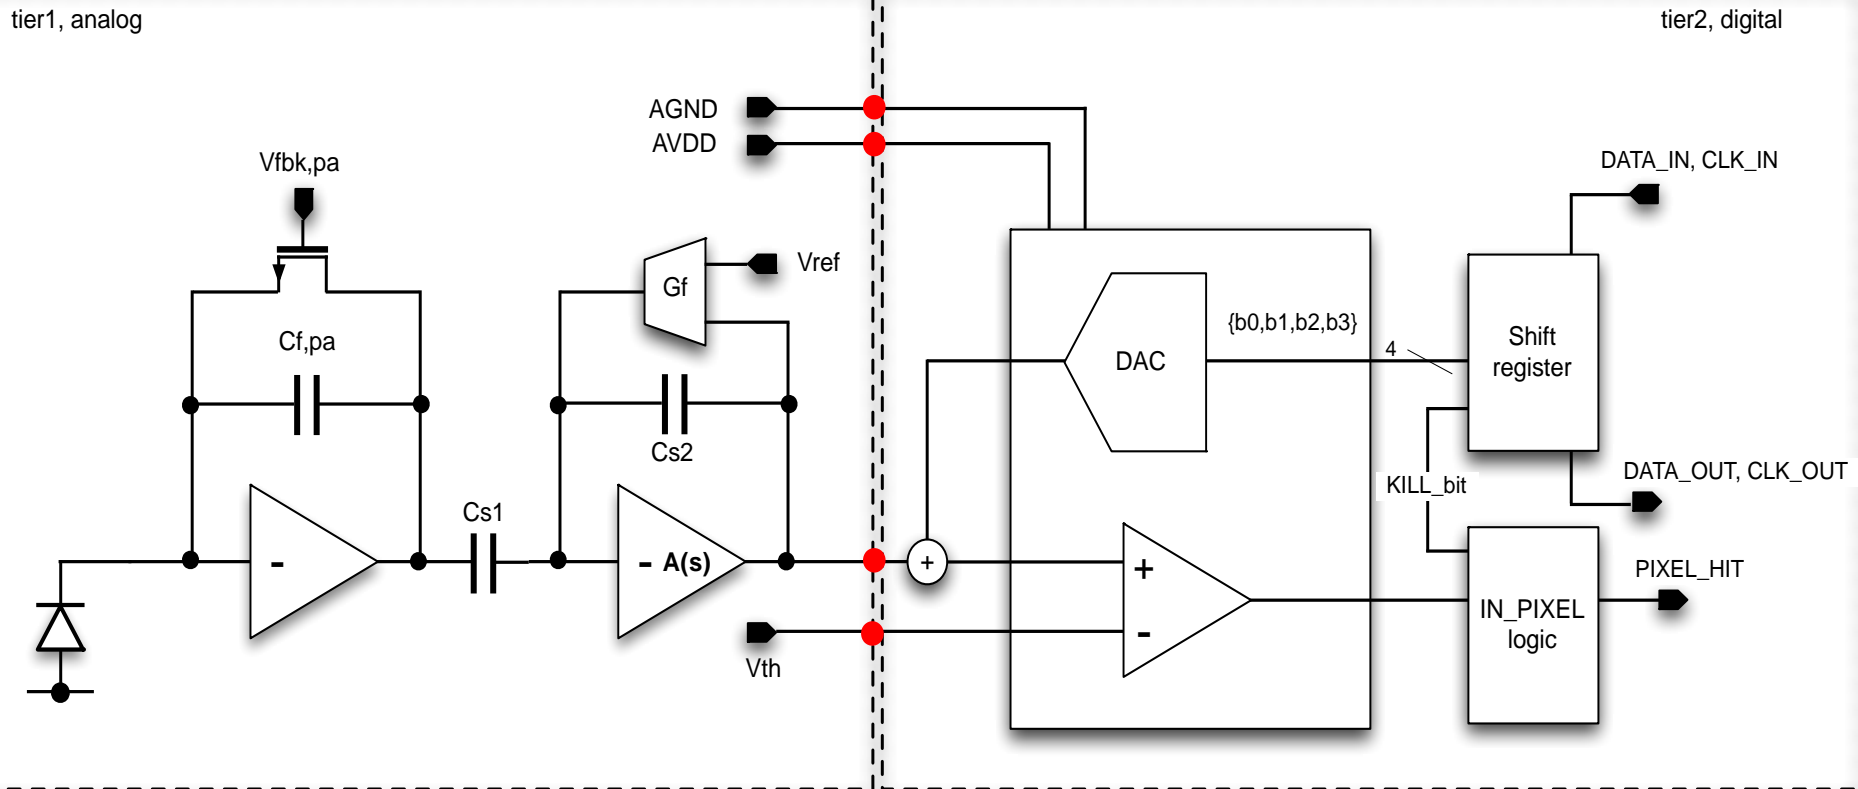 tier1, analog
tier2, digital
AGND
AVDD
Vfbk,pa
DATA_IN, CLK_IN
Vref
Gf
{b0,b1,b2,b3}
4
Cf,pa
DAC
Shift
register
Cs2
KILL_bit
DATA_OUT, CLK_OUT
Cs1
-
- A(s)
+
+
-
PIXEL_HIT
IN_PIXEL
logic
Vth